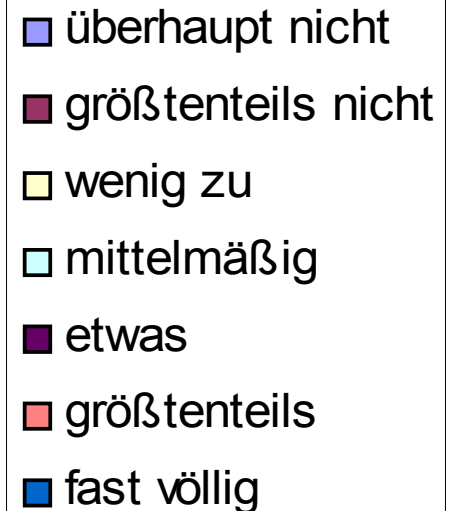 überhaupt nicht
größtenteils nicht
wenig zu
mittelmäßig
etwas
größtenteils
fast völlig